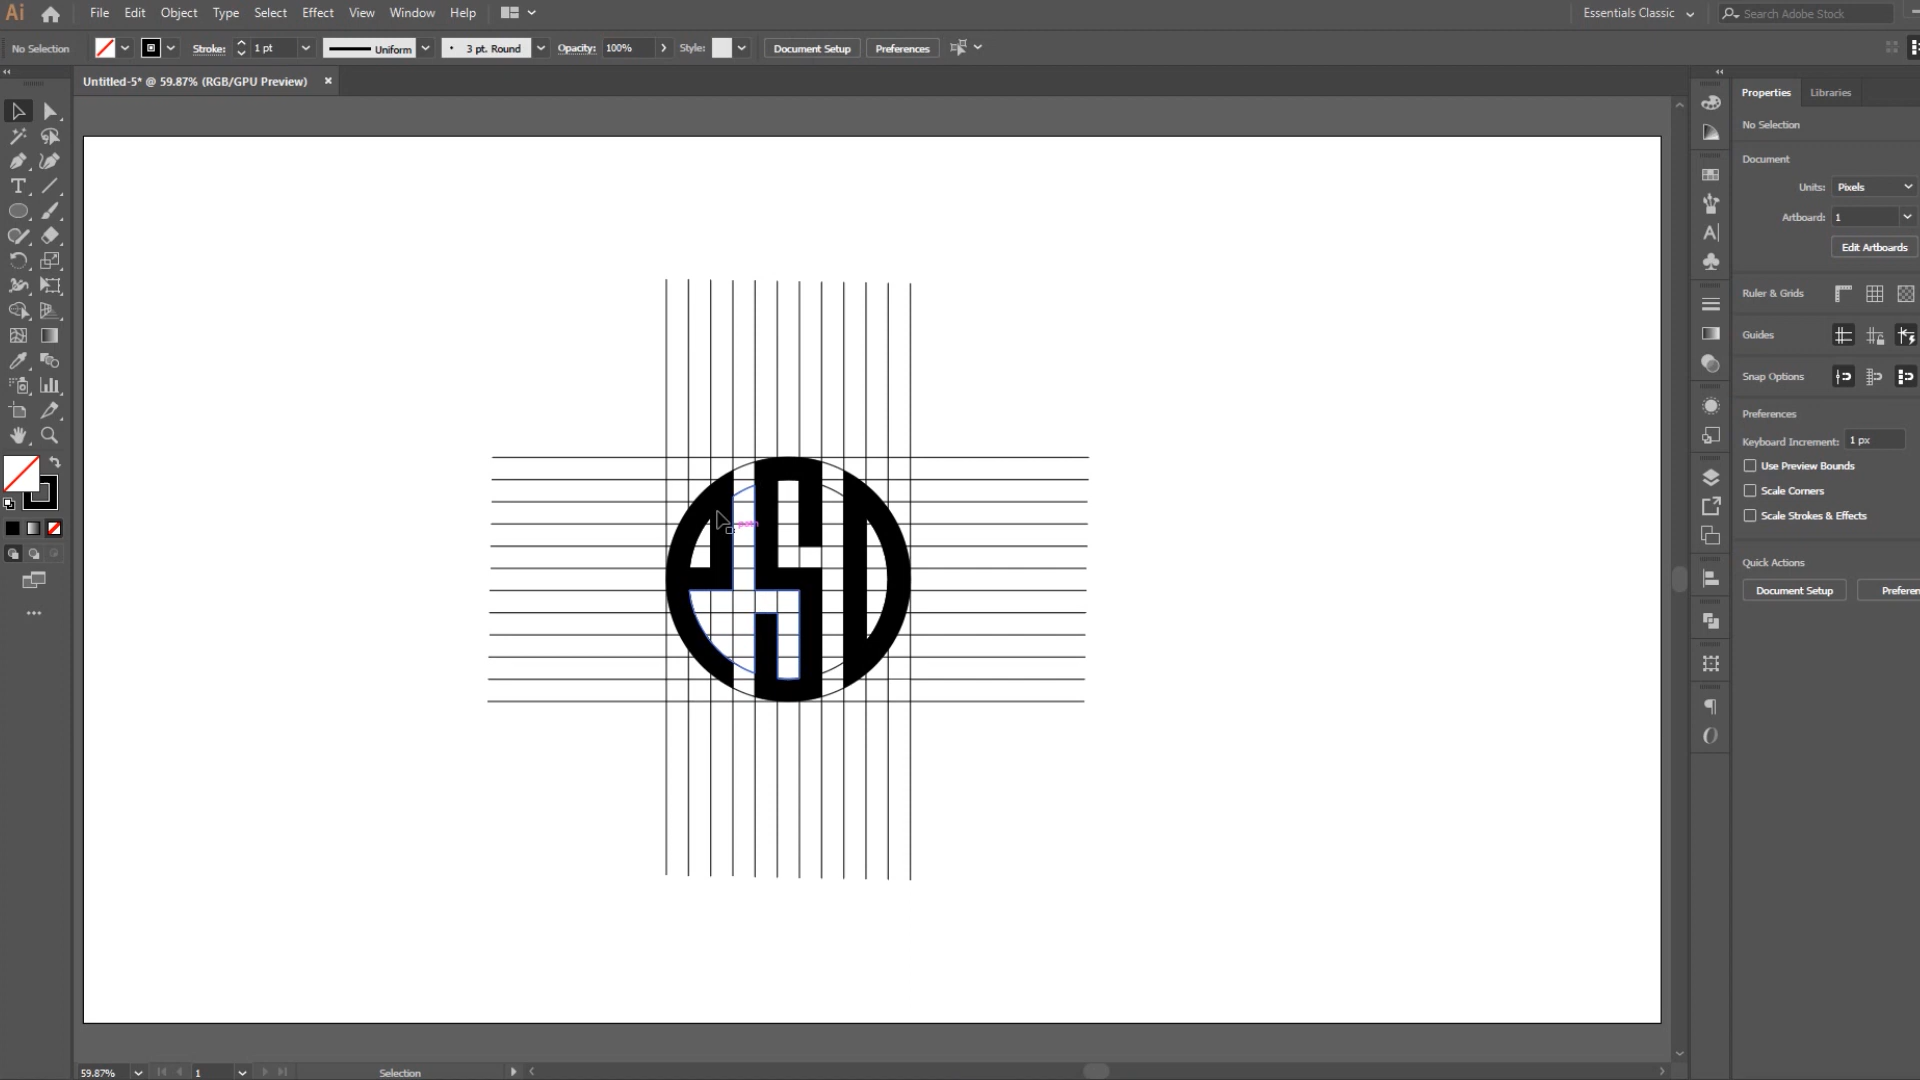 Ai File Edit Object Type Select Effect View Window Help Essentials Classic Search Adobe Stock
No Selection Stroke: 1 pt Uniform 3 pt. Round Opacity: 100% Style: Document Setup Preferences
Untitled-5* @ 59.87% (RGB/GPU Preview)
Properties Libraries
No Selection
Document
Units: Pixels
Artboard: 1
Edit Artboards
Ruler & Grids
Guides
Snap Options
Preferences
Keyboard Increment: 1 px
Use Preview Bounds
Scale Corners
Scale Strokes & Effects
Quick Actions
Document Setup Preferen
eSD
59.87% 1 Selection